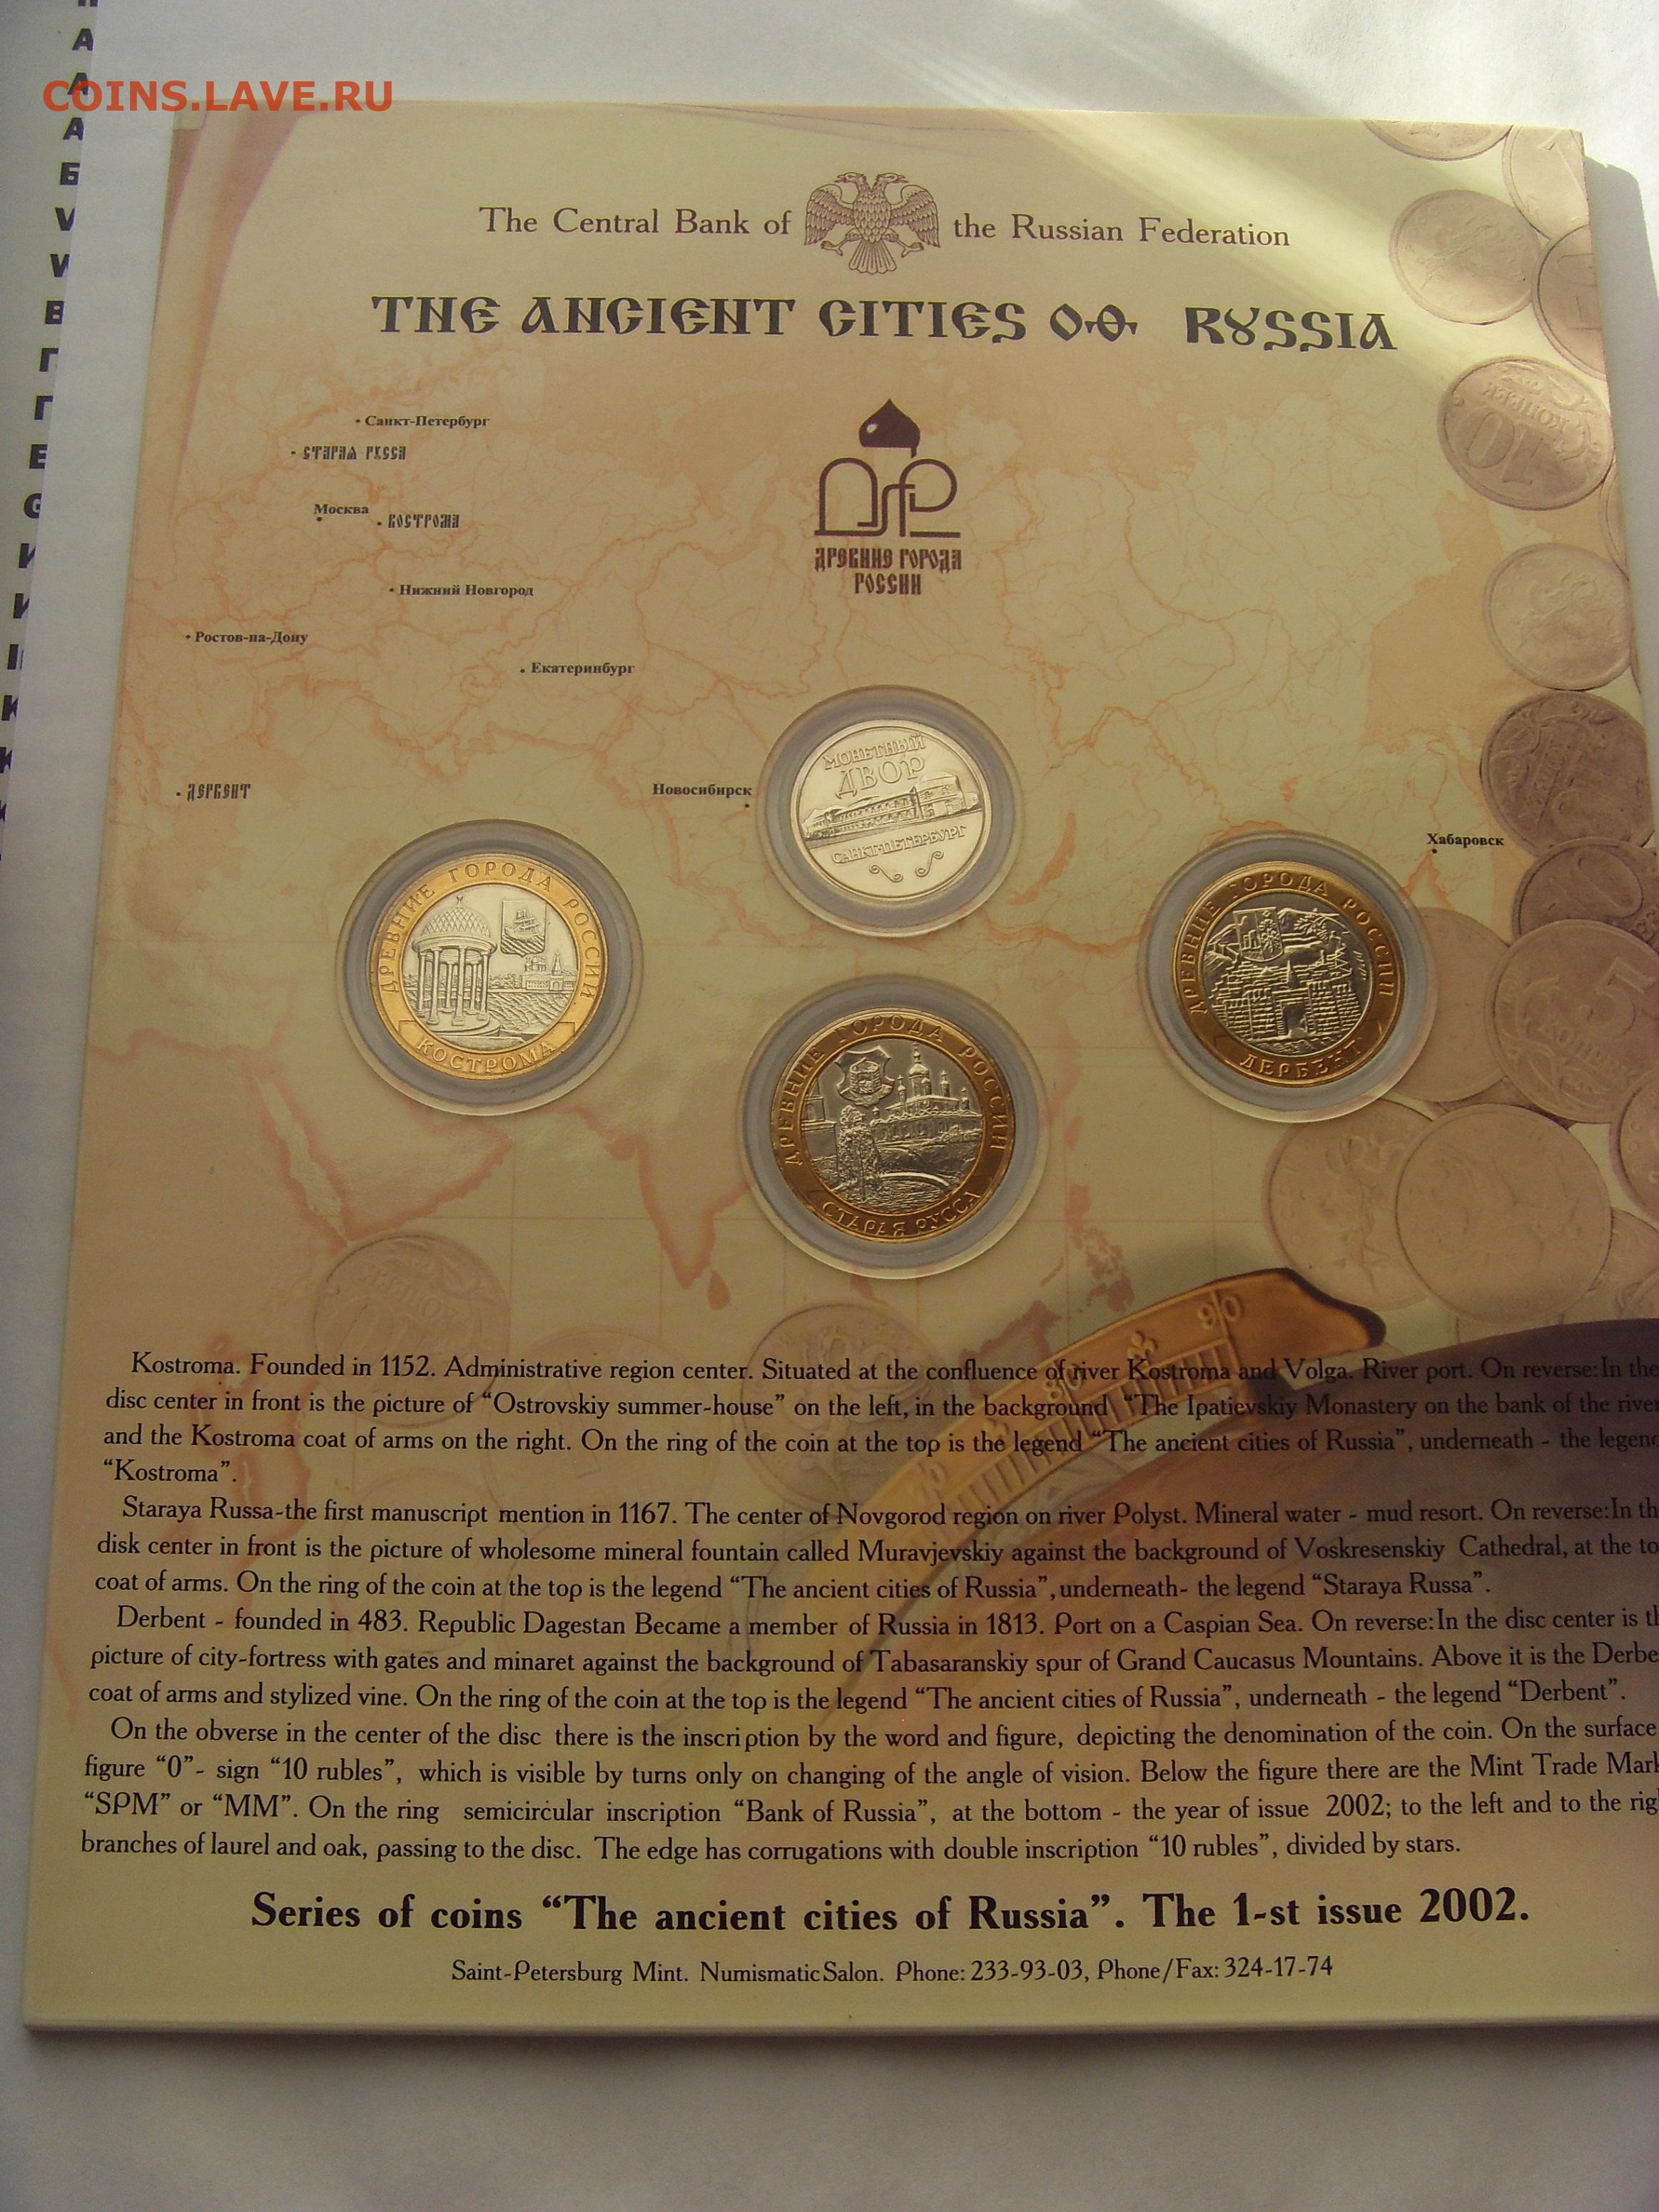 COINS.LAVE.RU
The Central Bank of the Russian Federation
THE ANCIENT CITIES OF RUSSIA
Санкт-Петербург
СТАРАЯ РУССА
Москва
КОСТРОМА
ДРЕВНИЕ ГОРОДА
РОССИИ
Нижний Новгород
Ростов-на-Дону
Екатеринбург
ДЕРБЕНТ
Новосибирск
Хабаровск
МОНЕТНЫЙ
ДВОР
САНКТ-ПЕТЕРБУРГ
ДРЕВНИЕ ГОРОДА РОССИИ
КОСТРОМА
ДРЕВНИЕ ГОРОДА РОССИИ
СТАРАЯ РУССА
ДРЕВНИЕ ГОРОДА РОССИИ
ДЕРБЕНТ
Kostroma. Founded in 1152. Administrative region center. Situated at the confluence of river Kostroma and Volga. River port. On reverse:In the
disc center in front is the picture of “Ostrovskiy summer-house” on the left, in the background “The Ipatievskiy Monastery on the bank of the river
and the Kostroma coat of arms on the right. On the ring of the coin at the top is the legend “The ancient cities of Russia”, underneath - the legend
“Kostroma”.
Staraya Russa-the first manuscript mention in 1167. The center of Novgorod region on river Polyst. Mineral water - mud resort. On reverse:In th
disk center in front is the picture of wholesome mineral fountain called Muravjevskiy against the background of Voskresenskiy Cathedral, at the to
coat of arms. On the ring of the coin at the top is the legend “The ancient cities of Russia”, underneath- the legend “Staraya Russa”.
Derbent - founded in 483. Republic Dagestan Became a member of Russia in 1813. Port on a Caspian Sea. On reverse:In the disc center is th
picture of city-fortress with gates and minaret against the background of Tabasaranskiy spur of Grand Caucasus Mountains. Above it is the Derbe
coat of arms and stylized vine. On the ring of the coin at the top is the legend “The ancient cities of Russia”, underneath - the legend “Derbent”.
On the obverse in the center of the disc there is the inscription by the word and figure, depicting the denomination of the coin. On the surface
figure “0”- sign “10 rubles”, which is visible by turns only on changing of the angle of vision. Below the figure there are the Mint Trade Mark
“SPM” or “MM”. On the ring semicircular inscription “Bank of Russia”, at the bottom - the year of issue 2002; to the left and to the rig
branches of laurel and oak, passing to the disc. The edge has corrugations with double inscription “10 rubles”, divided by stars.
Series of coins “The ancient cities of Russia”. The 1-st issue 2002.
Saint-Petersburg Mint. Numismatic Salon. Phone: 233-93-03, Phone/Fax: 324-17-74